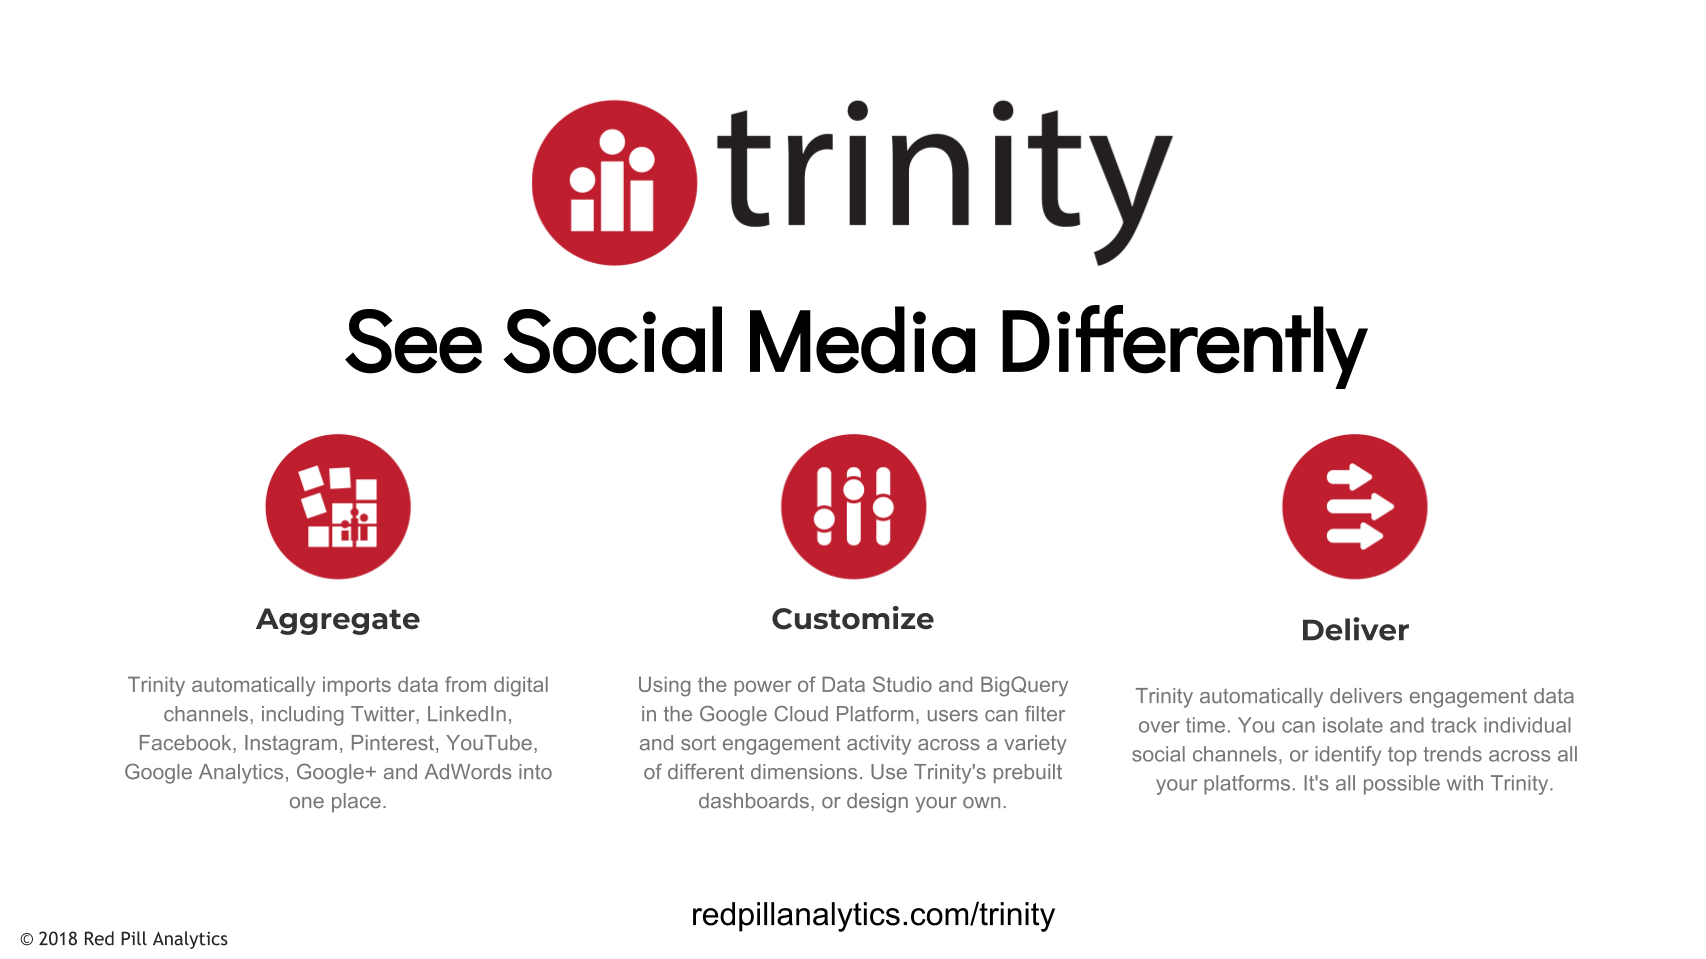 trinity
See Social Media Differently
Aggregate
Trinity automatically imports data from digital
channels, including Twitter, LinkedIn,
Facebook, Instagram, Pinterest, YouTube,
Google Analytics, Google+ and AdWords into
one place.
Customize
Using the power of Data Studio and BigQuery
in the Google Cloud Platform, users can filter
and sort engagement activity across a variety
of different dimensions. Use Trinity's prebuilt
dashboards, or design your own.
Deliver
Trinity automatically delivers engagement data
over time. You can isolate and track individual
social channels, or identify top trends across all
your platforms. It's all possible with Trinity.
redpillanalytics.com/trinity
© 2018 Red Pill Analytics